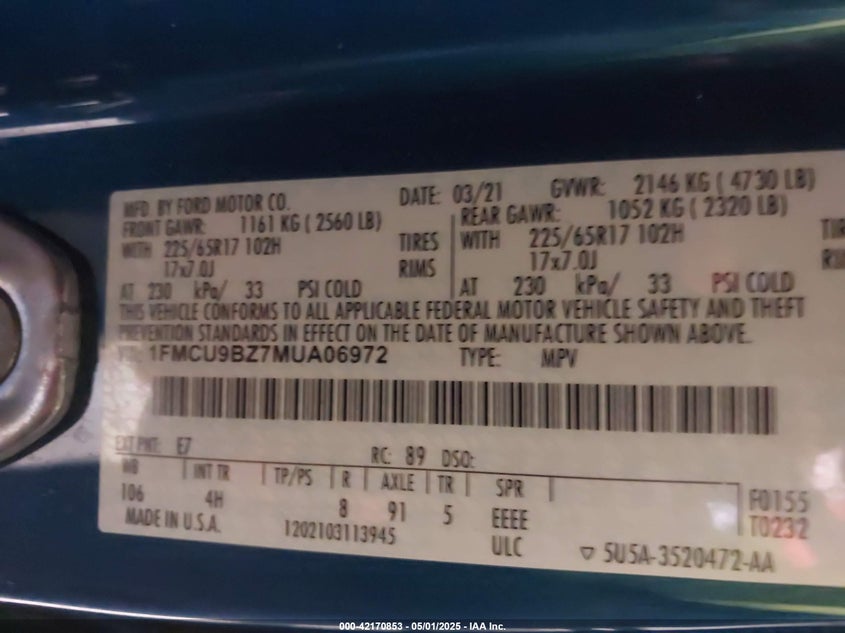 MFD. BY FORD MOTOR CO. DATE: 03/21 GVWR: 2146 KG ( 4730 LB)
FRONT GAWR: 1161 KG ( 2560 LB) REAR GAWR: 1052 KG ( 2320 LB)
WITH 225/65R17 102H TIRES WITH 225/65R17 102H
17x7.0J RIMS 17x7.0J
AT 230 kPa/ 33 PSI COLD AT 230 kPa/ 33 PSI COLD
THIS VEHICLE CONFORMS TO ALL APPLICABLE FEDERAL MOTOR VEHICLE SAFETY AND THEFT
PREVENTION STANDARDS IN EFFECT ON THE DATE OF MANUFACTURE SHOWN ABOVE.
VIN: 1FMCU9BZ7MUA06972 TYPE: MPV
EXT PNT: E7 RC: 89 DSO:
WB INT TR TP/PS R AXLE TR SPR
106 4H 8 91 5 EEEE F0155
MADE IN U.S.A. 1202103113945 ULC T0232
▽ 5U5A-3520472-AA
000-42170853 - 05/01/2025 - IAA Inc.